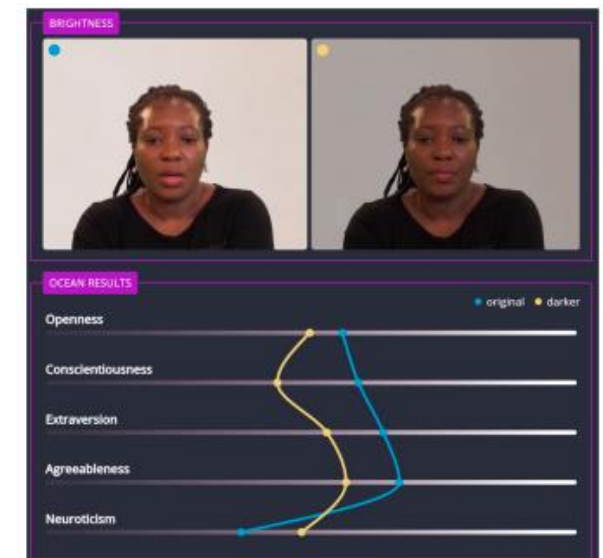 BRIGHTNESS
OCEAN RESULTS
original darker
Openness
Conscientiousness
Extraversion
Agreeableness
Neuroticism